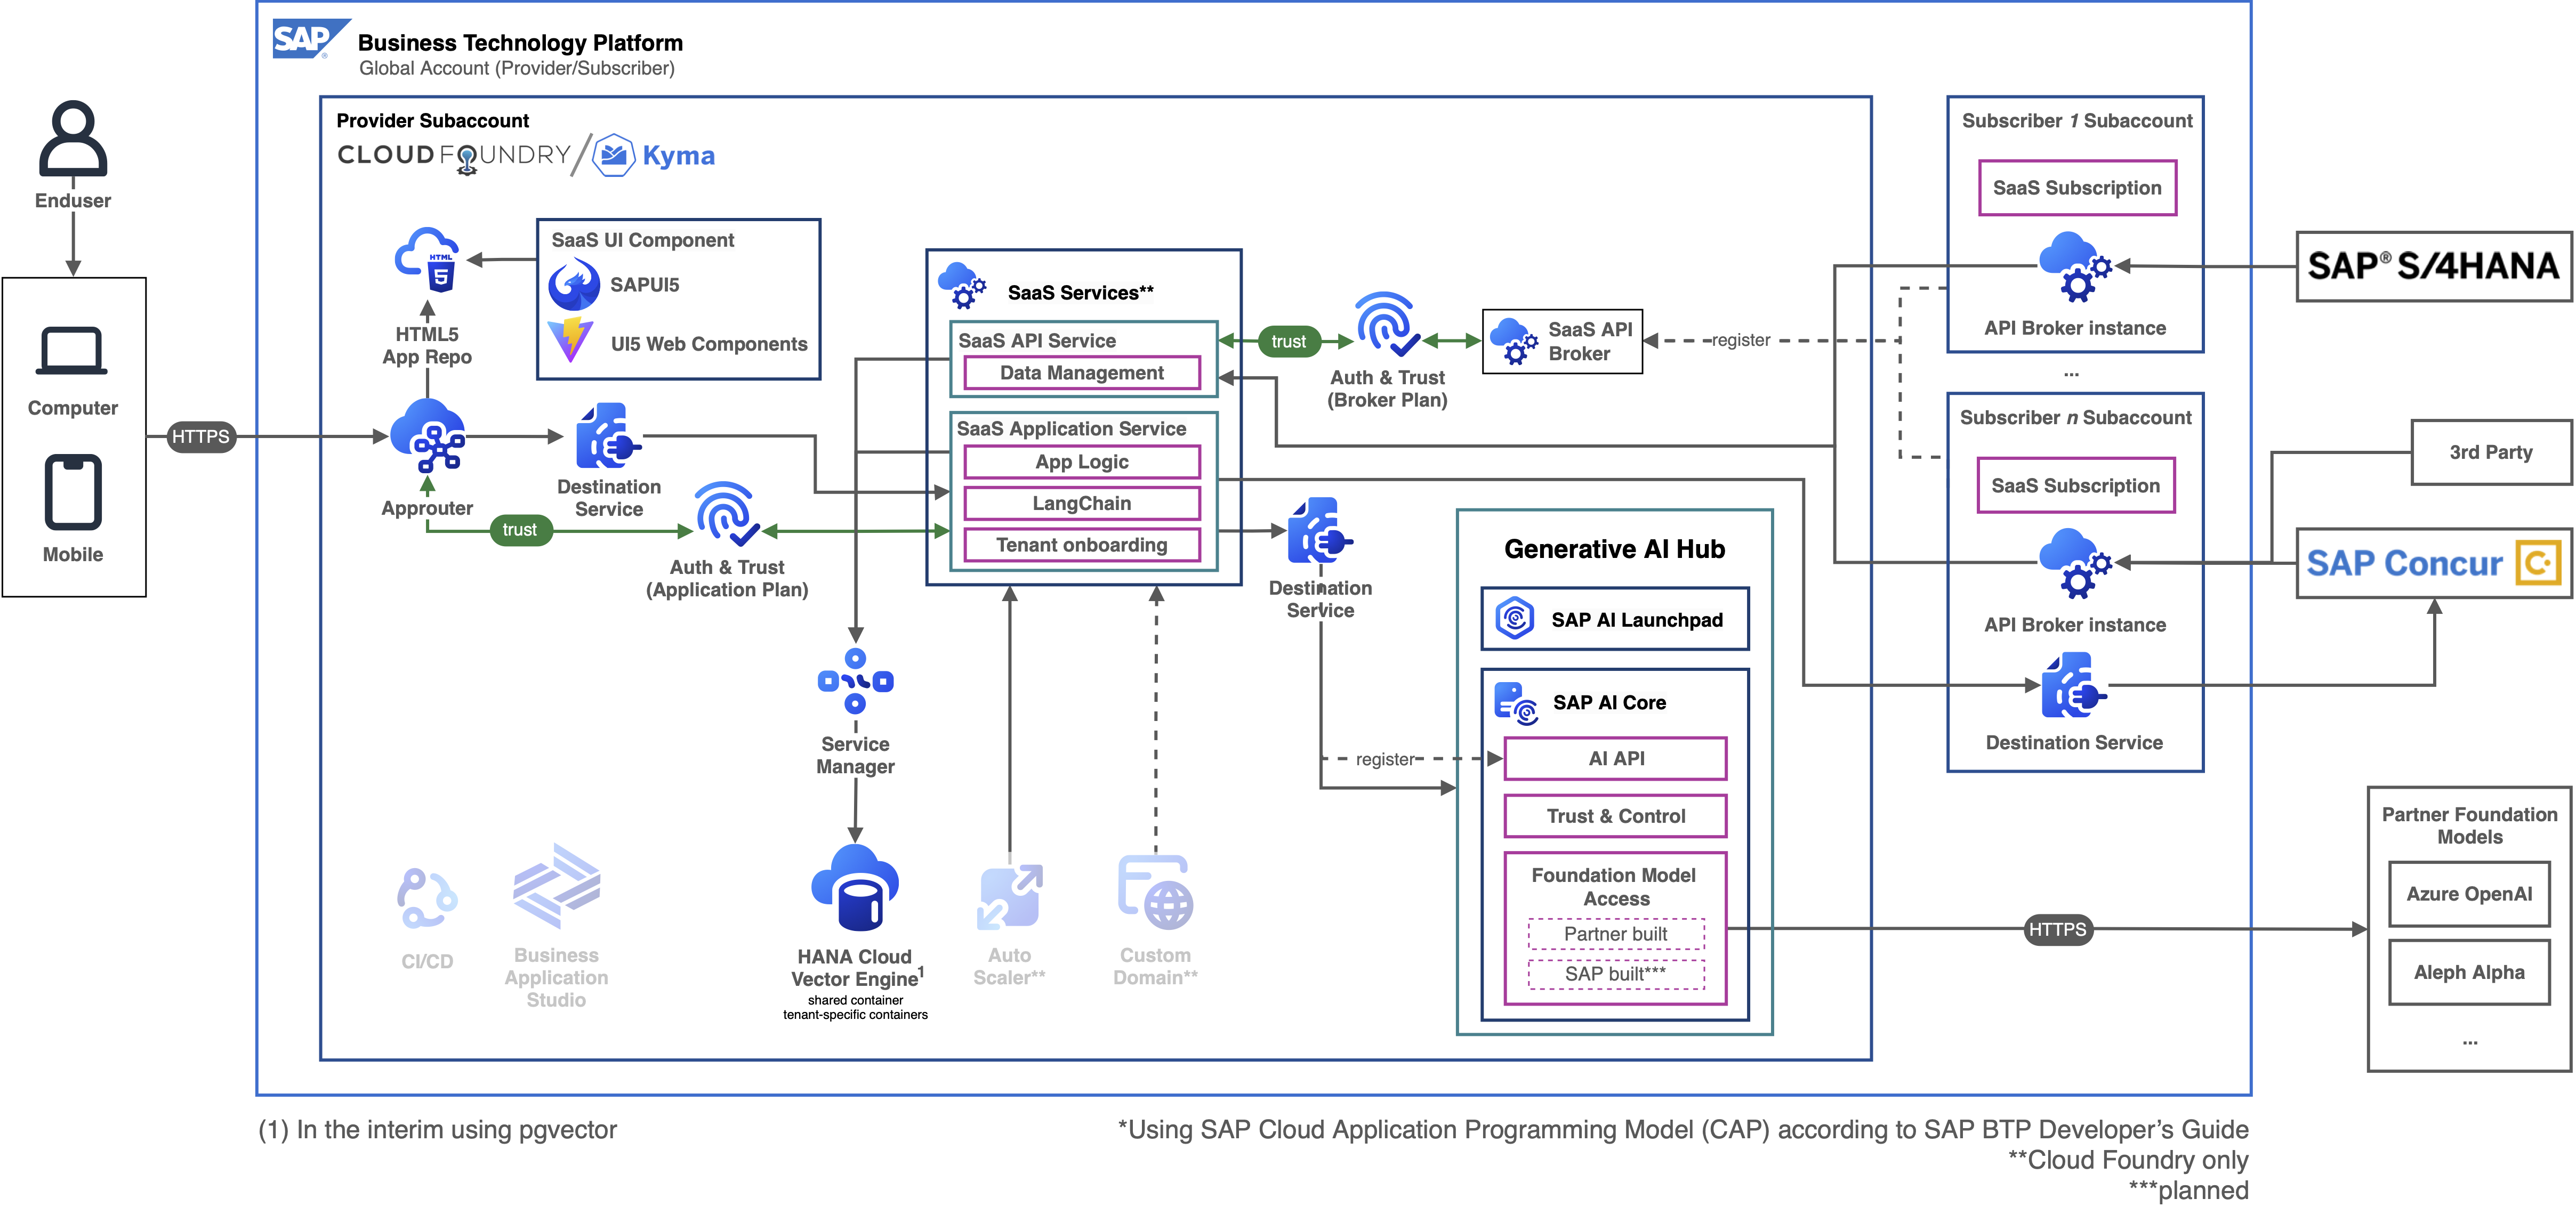 SAP®
Business Technology Platform
Global Account (Provider/Subscriber)
Enduser
Computer
Mobile
HTTPS
Provider Subaccount
CLOUDFOUNDRY
Kyma
HTML
5
HTML5
App Repo
SaaS UI Component
SAPUI5
UI5 Web Components
Approuter
Destination
Service
trust
Auth & Trust
(Application Plan)
SaaS Services**
SaaS API Service
Data Management
SaaS Application Service
App Logic
LangChain
Tenant onboarding
trust
Auth & Trust
(Broker Plan)
SaaS API
Broker
register
Destination
Service
Service
Manager
HANA Cloud
Vector Engine1
shared container
tenant-specific containers
CI/CD
Business
Application
Studio
Auto
Scaler**
Custom
Domain**
Generative AI Hub
SAP AI Launchpad
SAP AI Core
register
AI API
Trust & Control
Foundation Model
Access
Partner built
SAP built***
HTTPS
Subscriber 1 Subaccount
SaaS Subscription
API Broker instance
...
Subscriber n Subaccount
SaaS Subscription
API Broker instance
Destination Service
SAP® S/4HANA
3rd Party
SAP Concur C.
Partner Foundation
Models
Azure OpenAI
Aleph Alpha
...
(1) In the interim using pgvector
*Using SAP Cloud Application Programming Model (CAP) according to SAP BTP Developer’s Guide
**Cloud Foundry only
***planned